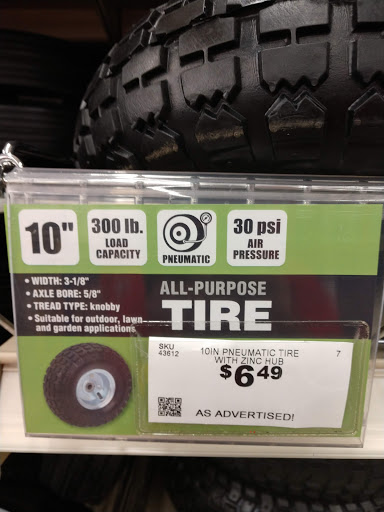 10"
300 lb.
LOAD
CAPACITY
PNEUMATIC
30 psi
AIR
PRESSURE
• WIDTH: 3-1/8"
• AXLE BORE: 5/8"
• TREAD TYPE: knobby
• Suitable for outdoor, lawn
and garden applications
ALL-PURPOSE
TIRE
SKU
43612
10IN PNEUMATIC TIRE
WITH ZINC HUB
7
$6 49
AS ADVERTISED!